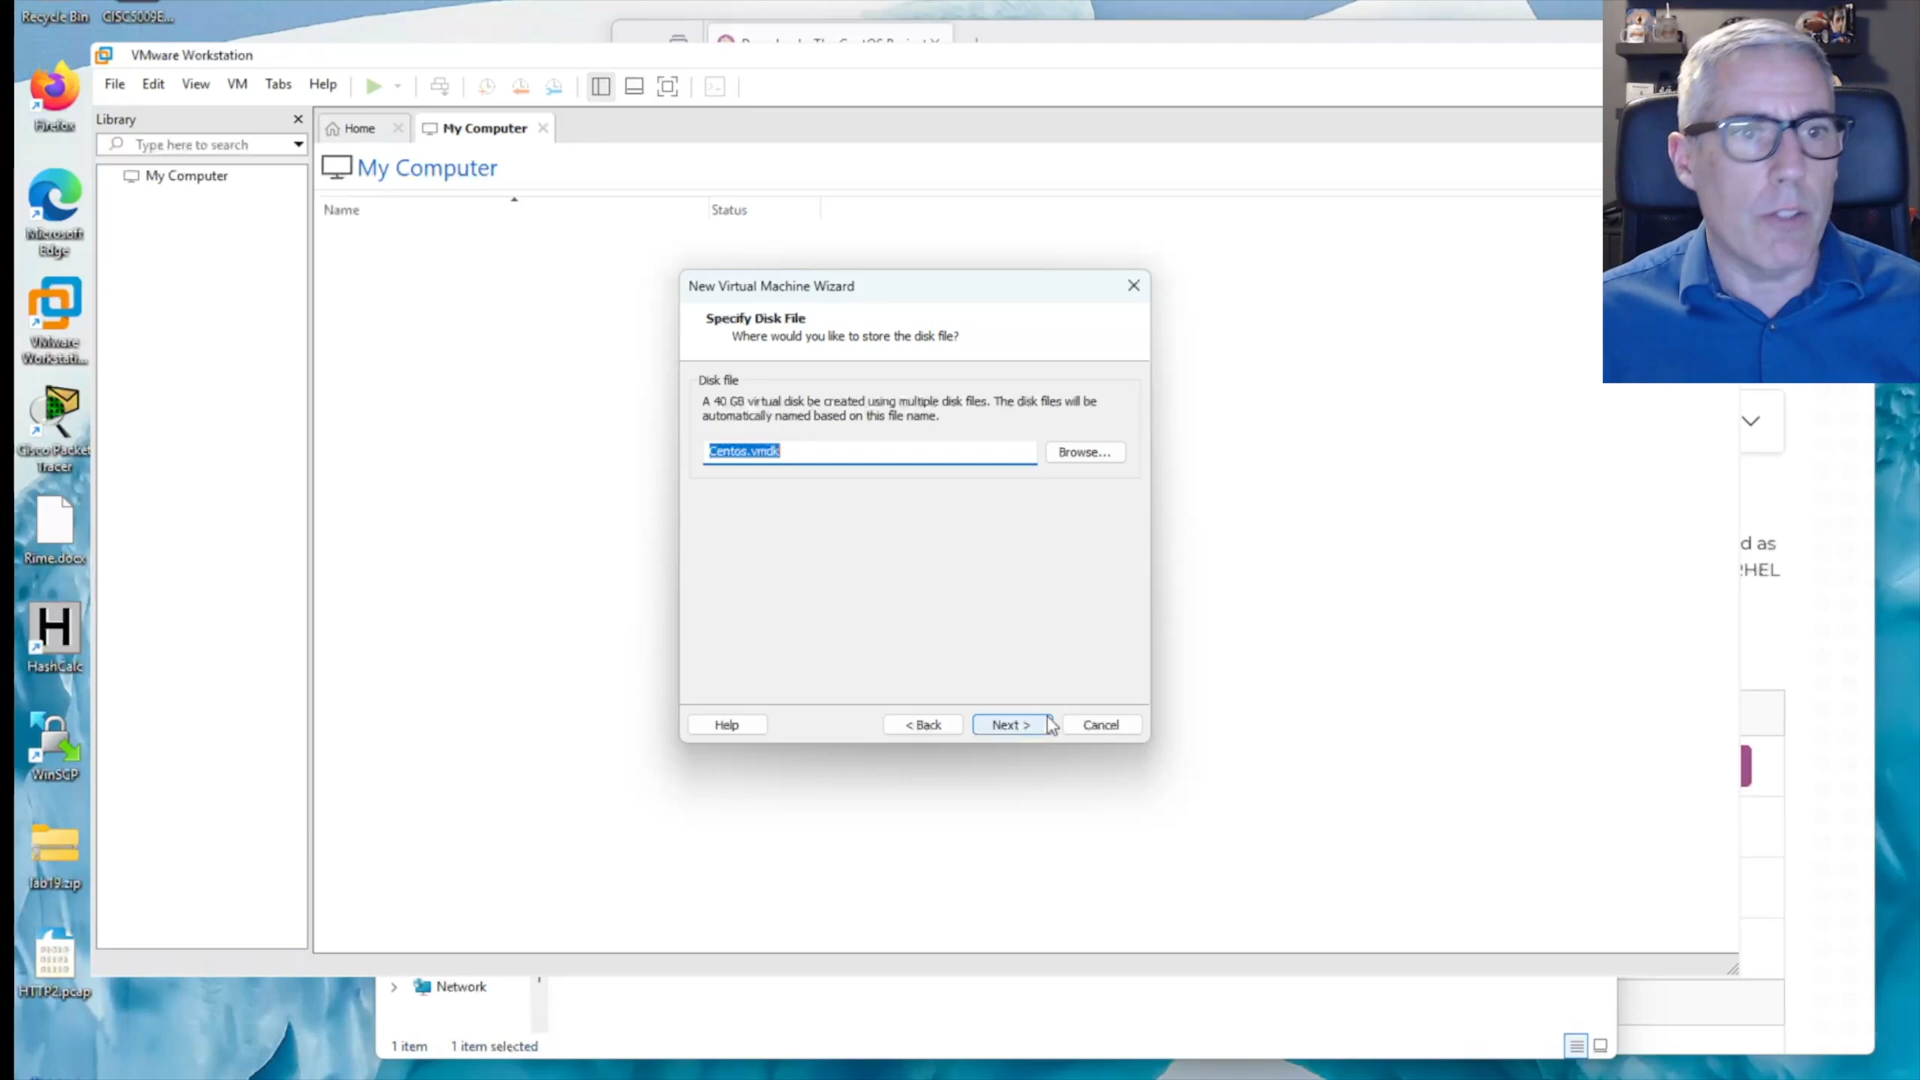 Recycle Bin
CISC5009E...
VMware Workstation
File Edit View VM Tabs Help
Library
Home
My Computer
Type here to search
My Computer
My Computer
Name
Status
Firefox
Microsoft
Edge
VMware
Workstati...
Cisco Packet
Tracer
Rime.docx
HashCalc
WinSCP
lab19.zip
HTTP2.pcap
New Virtual Machine Wizard
Specify Disk File
Where would you like to store the disk file?
Disk file
A 40 GB virtual disk be created using multiple disk files. The disk files will be
automatically named based on this file name.
Centos.vmdk
Browse...
Help
< Back
Next >
Cancel
d as
RHEL
Network
1 item
1 item selected